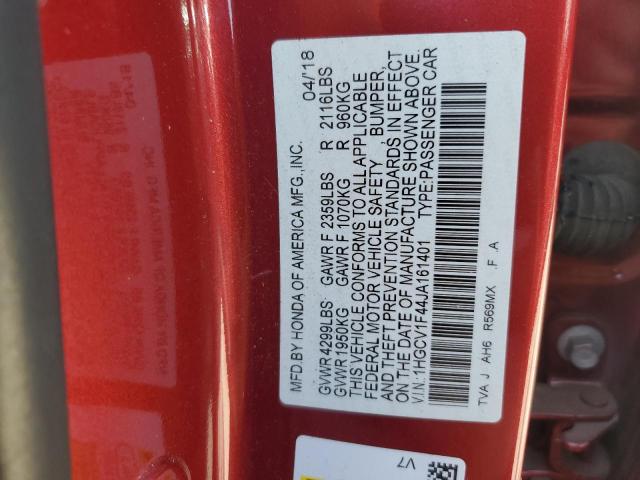 MFD.BY HONDA OF AMERICA MFG.,INC. 04/'18
GVWR 4299LBS GAWR F 2359LBS R 2116LBS
GVWR 1950KG GAWR F 1070KG R 960KG
THIS VEHICLE CONFORMS TO ALL APPLICABLE
FEDERAL MOTOR VEHICLE SAFETY , BUMPER,
AND THEFT PREVENTION STANDARDS IN EFFECT
ON THE DATE OF MANUFACTURE SHOWN ABOVE.
V.I.N: 1HGCV1F44JA161401 TYPE:PASSENGER CAR
TVA J AH6 R569MX .F .A
V7